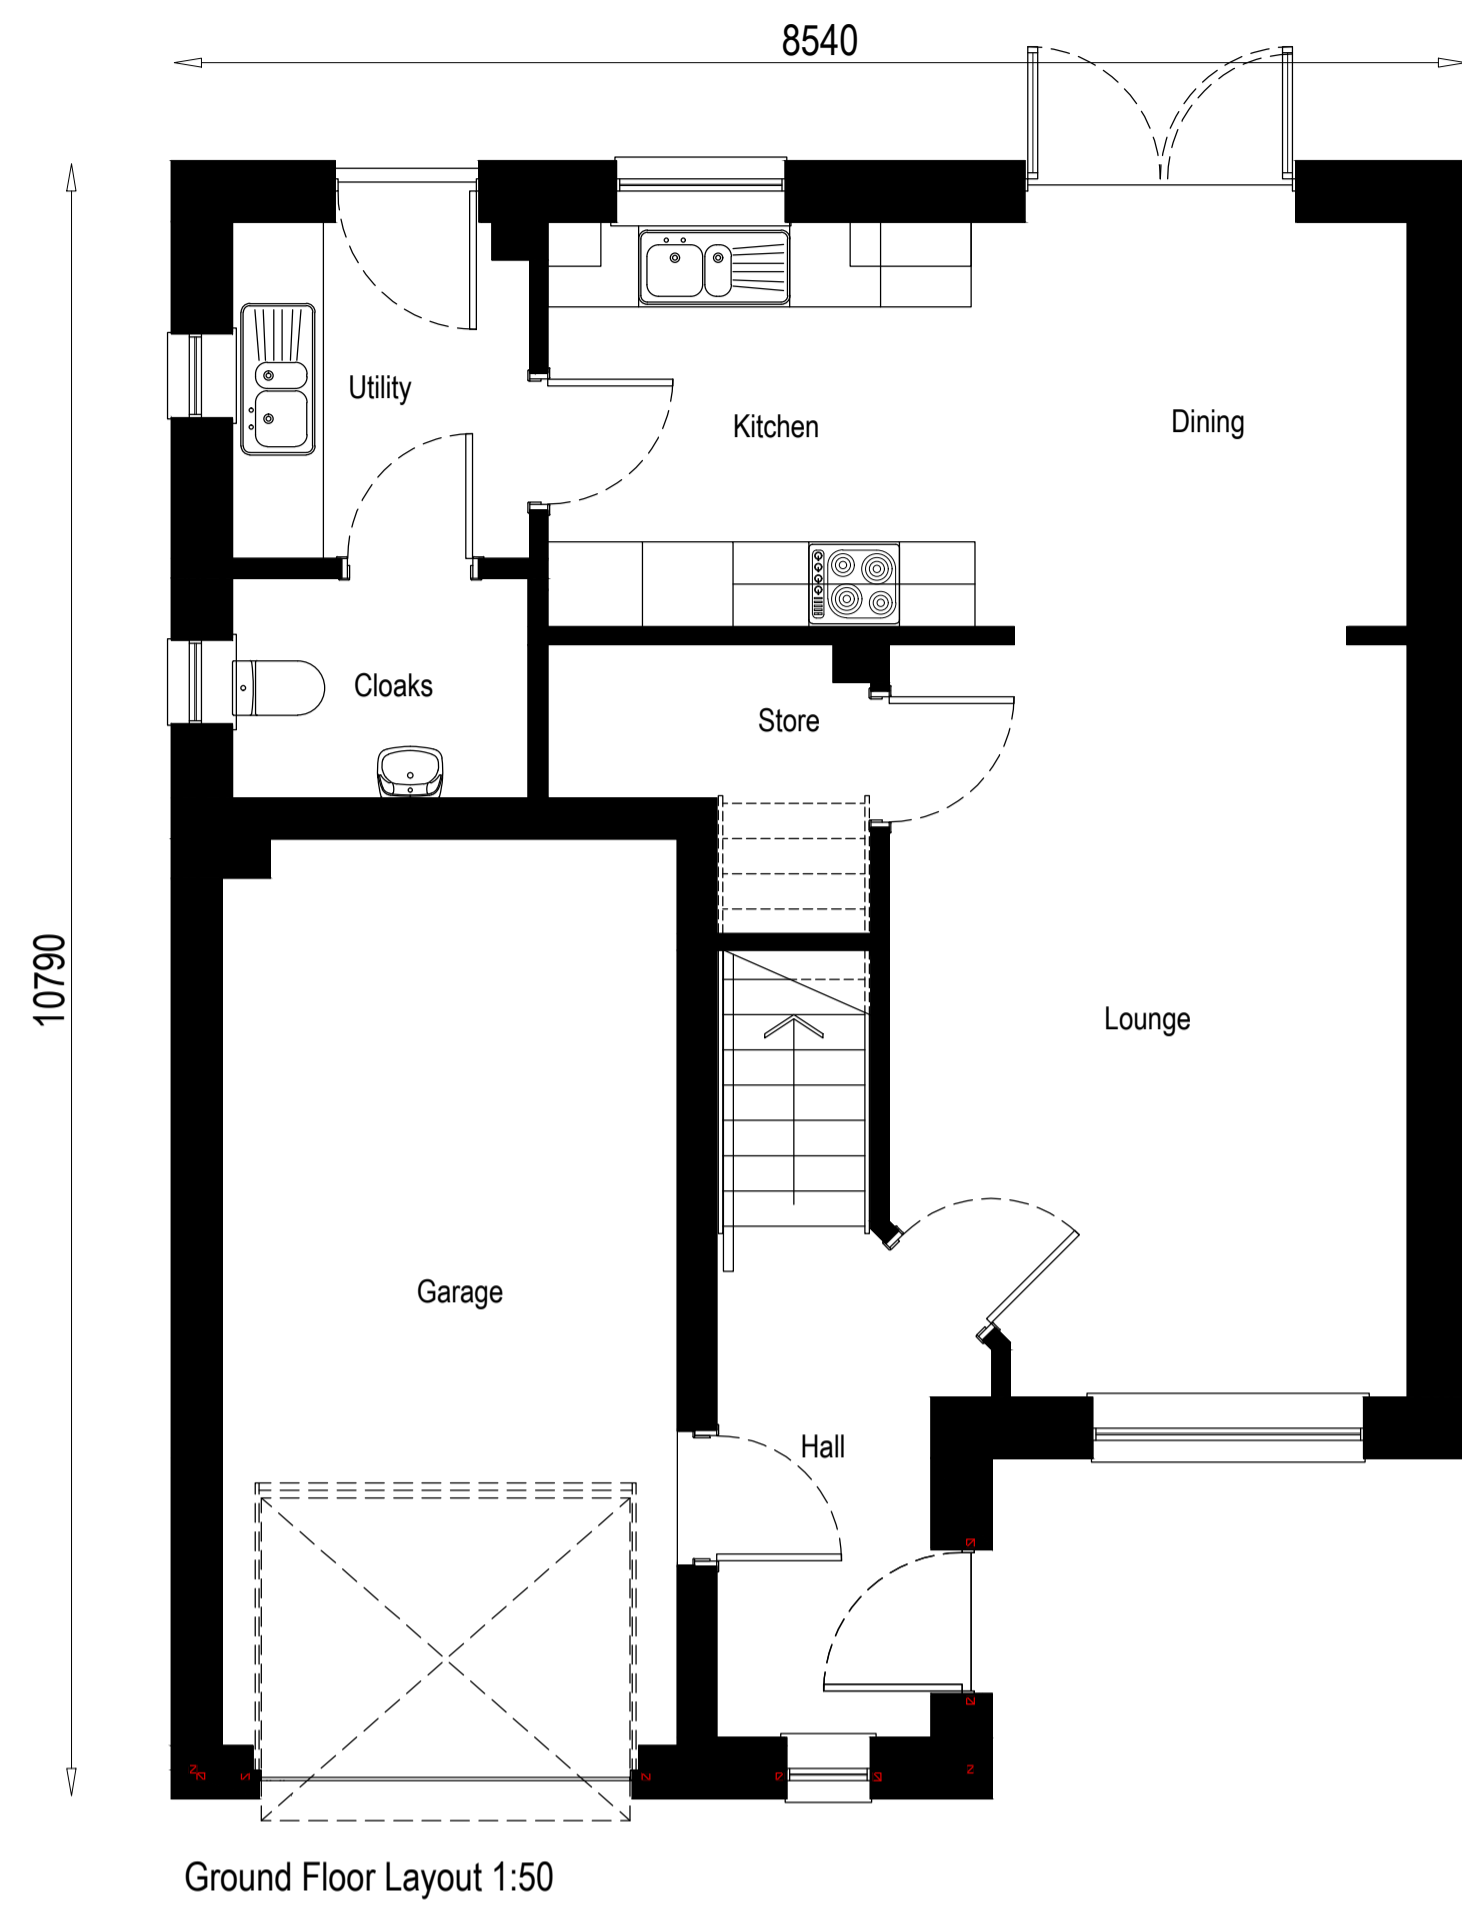 8540
Utility
Kitchen
Dining
Cloaks
Store
10790
Lounge
Garage
Hall
Ground Floor Layout 1:50